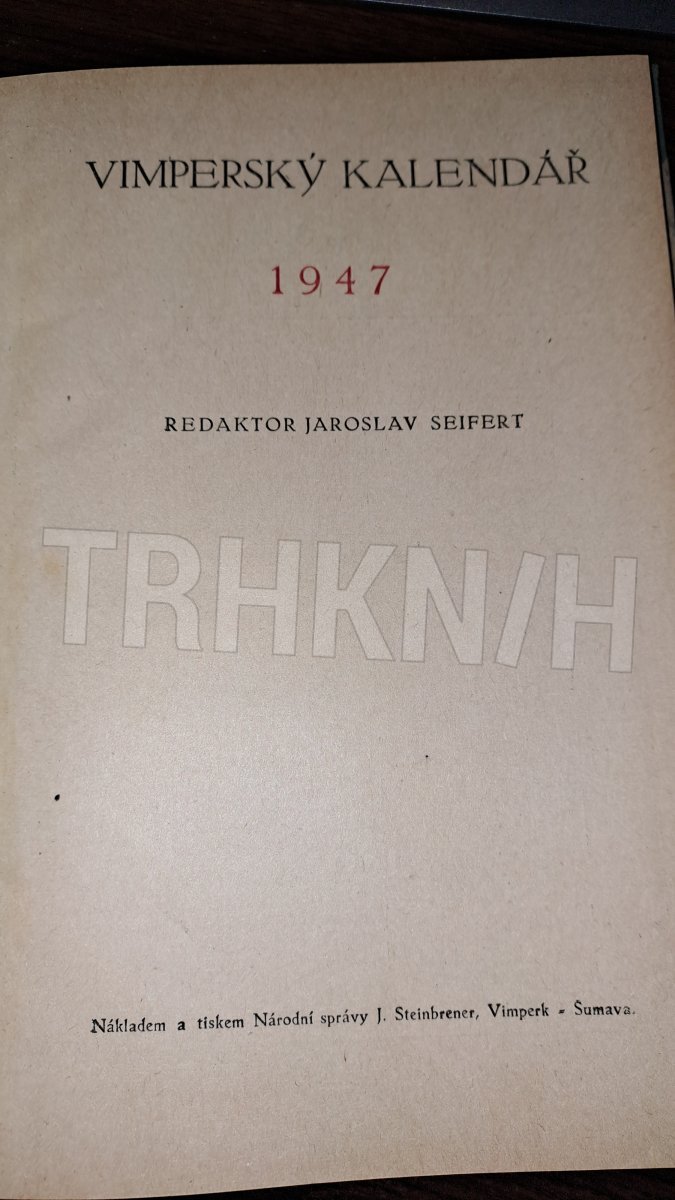 VIMPERSKÝ KALENDÁŘ
1947
REDAKTOR JAROSLAV SEIFERT
TRHKN/H
Nákladem a tiskem Národní správy J. Steinbrener, Vimperk - Šumava.